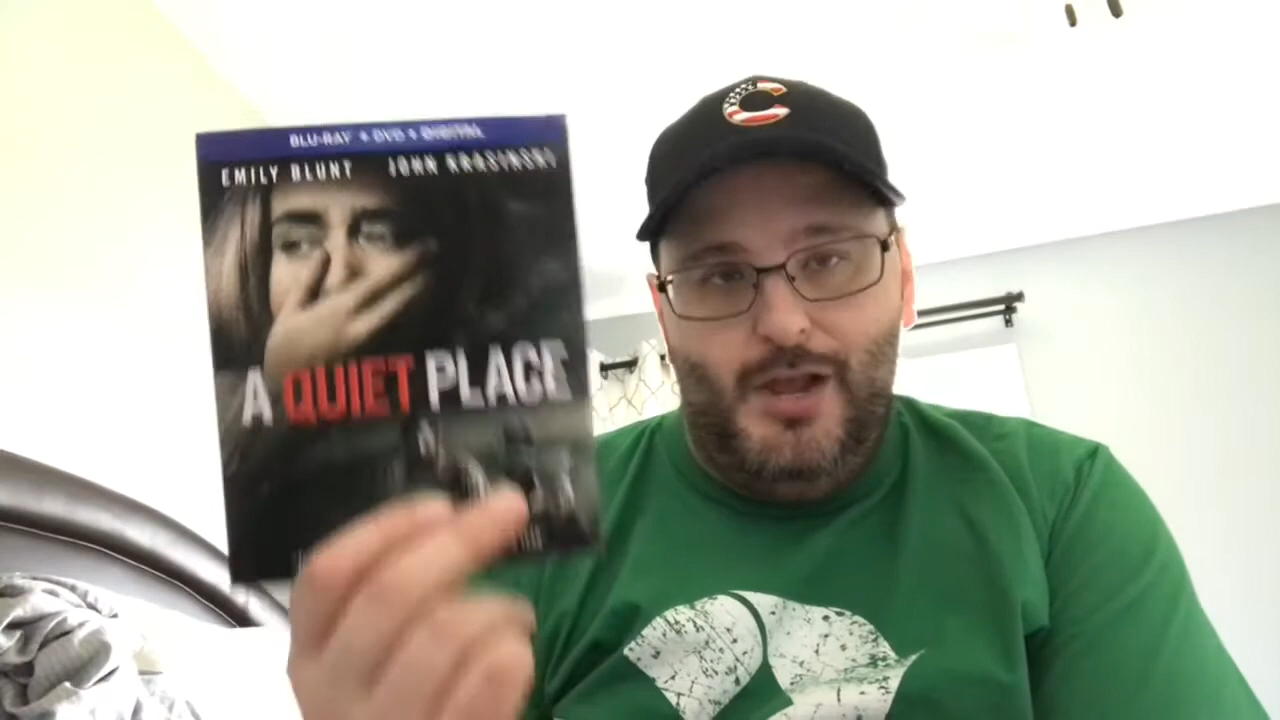 BLU-RAY + DVD + DIGITAL
EMILY BLUNT JOHN KRASINSKI
A QUIET PLACE
C